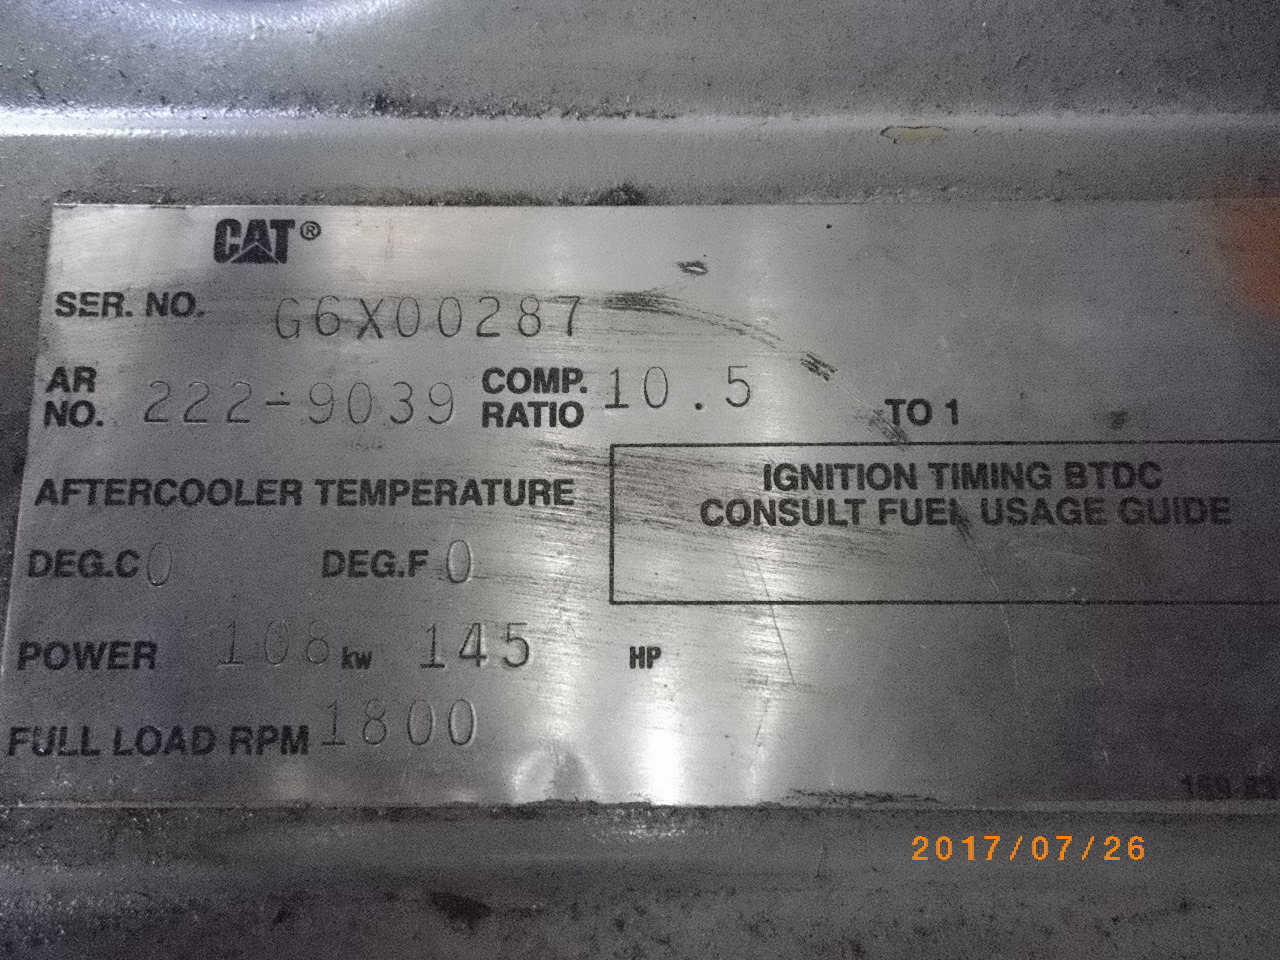 CAT®
SER. NO. G6X00287
AR NO. 222-9039 COMP. RATIO 10.5 TO 1
AFTERCOOLER TEMPERATURE
IGNITION TIMING BTDC
CONSULT FUEL USAGE GUIDE
DEG.C 0 DEG.F 0
POWER 108 kw 145 HP
FULL LOAD RPM 1800
2017/07/26